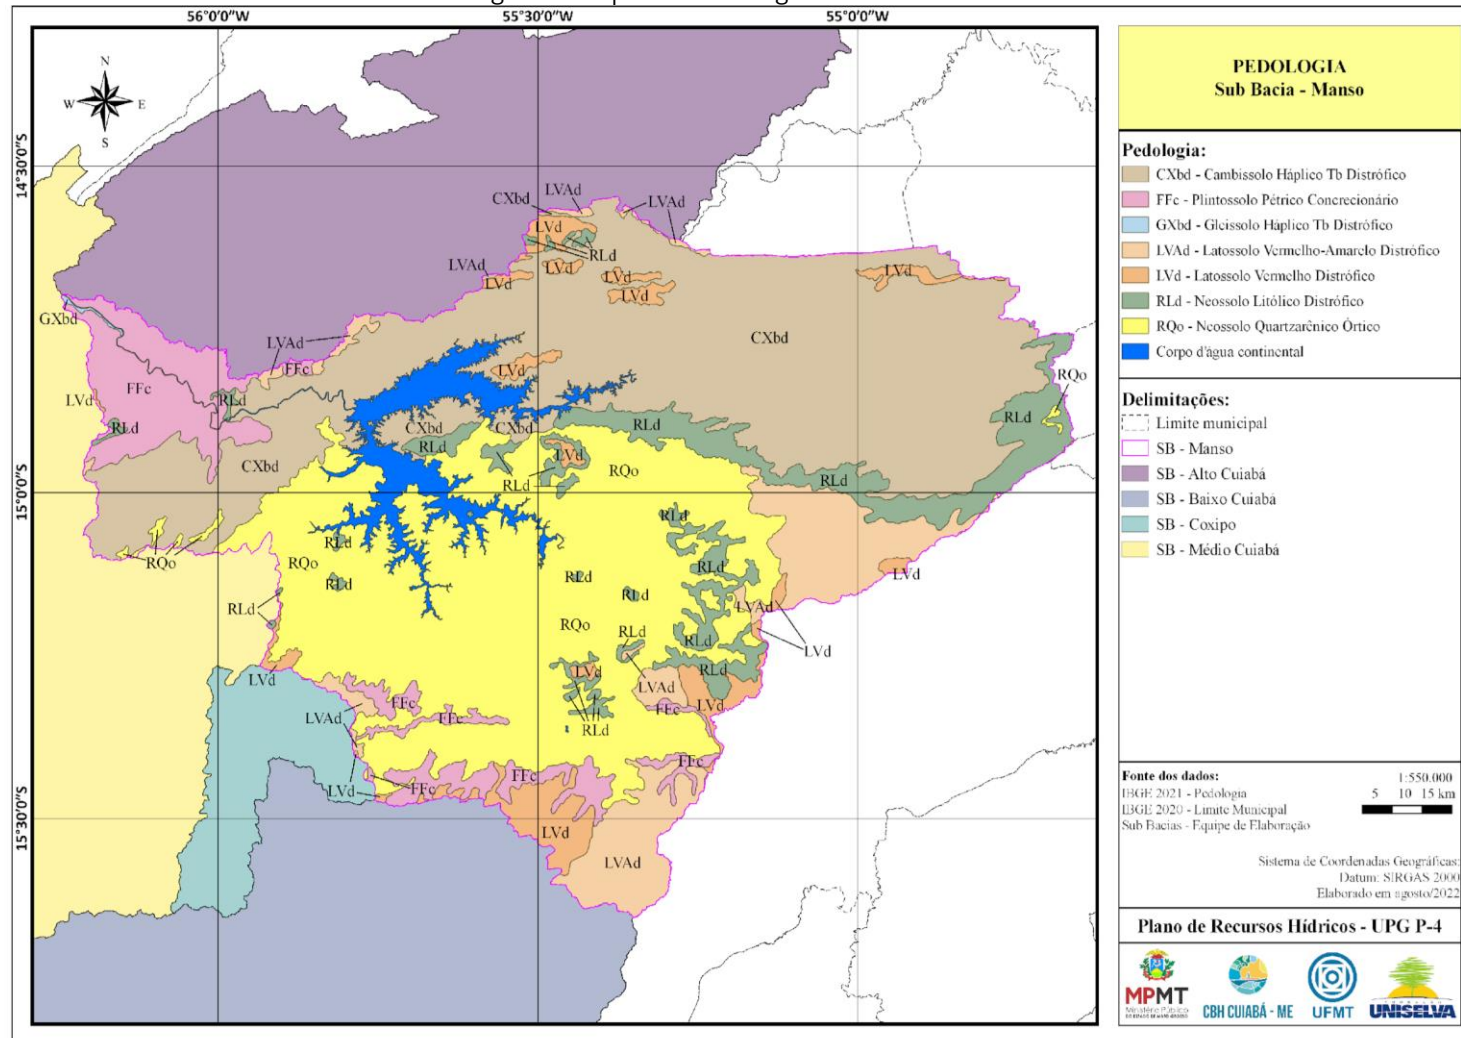 56°0'0"W
55°30'0"W
55°0'0"W
14°30'0"S
15°0'0"S
15°30'0"S
N
W
E
S
CXbd
LVAd
LVAd
LVd
RLd
LVAd
LVd
LVd
LVd
LVd
GXbd
LVAd
CXbd
FFc
FFc
LVd
RQo
LVd
RLd
RLd
RLd
RLd
CXbd
CXbd
RLd
LVd
CXbd
RQo
RLd
RLd
RLd
RQo
RQo
RLd
RLd
RLd
LVd
RLd
RLd
RLd
LVAd
RQo
RLd
RLd
LVd
LVd
LVd
RLd
LVAd
FFc
LVd
LVAd
FFc
FFc
RLd
FFc
FFc
LVd
FFc
LVd
LVAd
PEDOLOGIA
Sub Bacia - Manso
Pedologia:
CXbd - Cambissolo Háplico Tb Distrófico
FFc - Plintossolo Pétrico Concrecionário
GXbd - Gleissolo Háplico Tb Distrófico
LVAd - Latossolo Vermelho-Amarelo Distrófico
LVd - Latossolo Vermelho Distrófico
RLd - Neossolo Litólico Distrófico
RQo - Neossolo Quartzarênico Órtico
Corpo d'água continental
Delimitações:
Limite municipal
SB - Manso
SB - Alto Cuiabá
SB - Baixo Cuiabá
SB - Coxipo
SB - Médio Cuiabá
Fonte dos dados:
IBGE 2021 - Pedologia
IBGE 2020 - Limite Municipal
Sub Bacias - Equipe de Elaboração
1:550.000
5 10 15 km
Sistema de Coordenadas Geográficas:
Datum: SIRGAS 2000
Elaborado em agosto/2022
Plano de Recursos Hídricos - UPG P-4
MPMT
Ministério Público
CBH CUIABÁ - ME
UFMT
UNISELVA